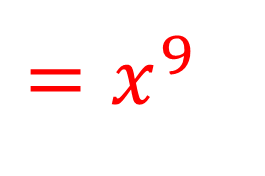 = x⁹